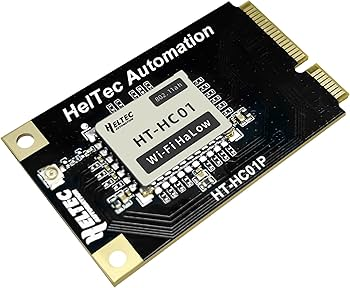 HelTec Automation
802.11ah
HELTEC
HT-HC01
Wi-Fi HaLow
HT-HC01P
HELTEC